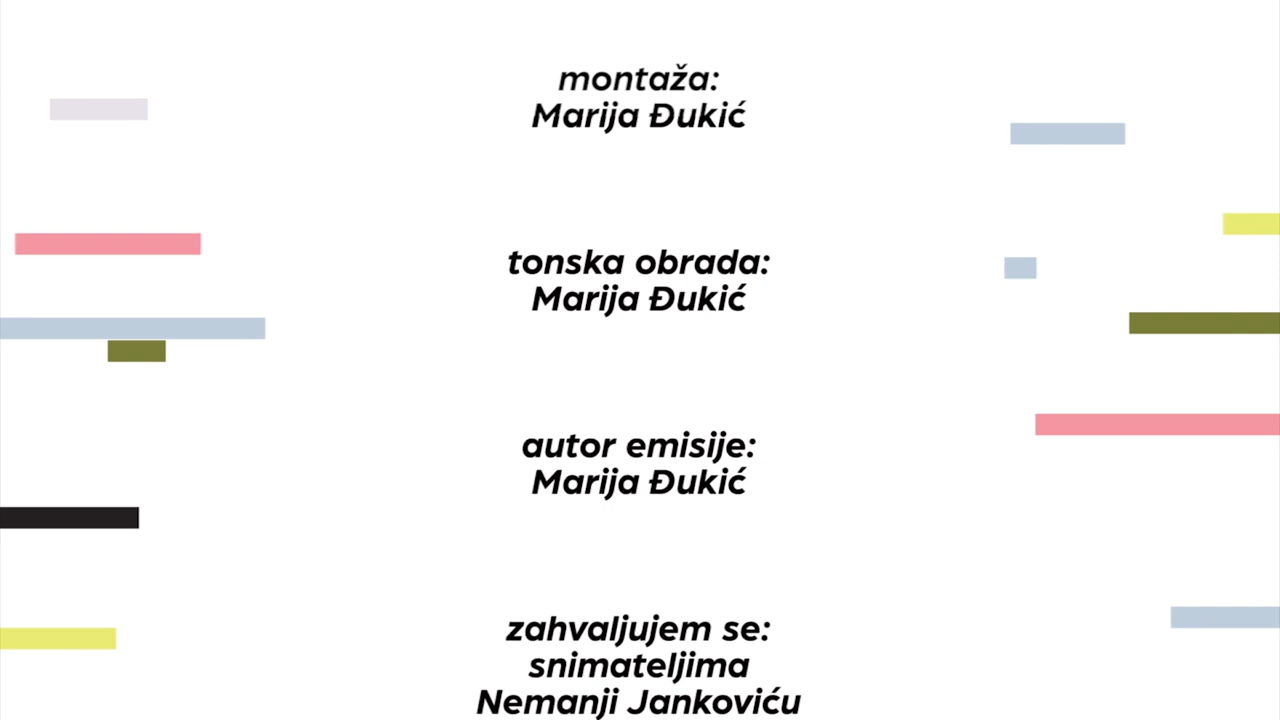 montaža:
Marija Đukić
tonska obrada:
Marija Đukić
autor emisije:
Marija Đukić
zahvaljujem se:
snimateljima
Nemanji Jankoviću